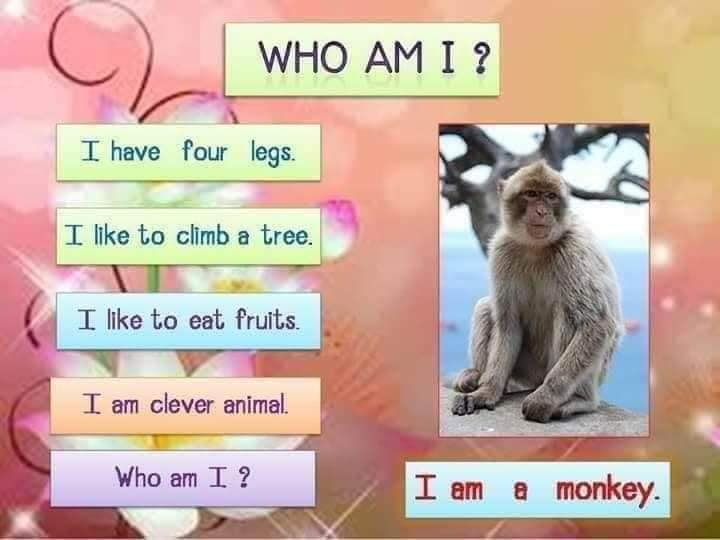 WHO AM I ?
I have four legs.
I like to climb a tree.
I like to eat fruits.
I am clever animal.
Who am I ?
I am a monkey.